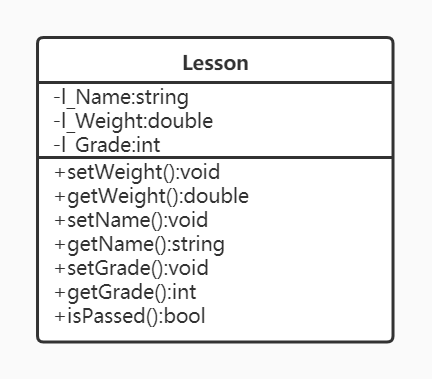 Lesson
-l_Name:string
-l_Weight:double
-l_Grade:int
+setWeight():void
+getWeight():double
+setName():void
+getName():string
+setGrade():void
+getGrade():int
+isPassed():bool